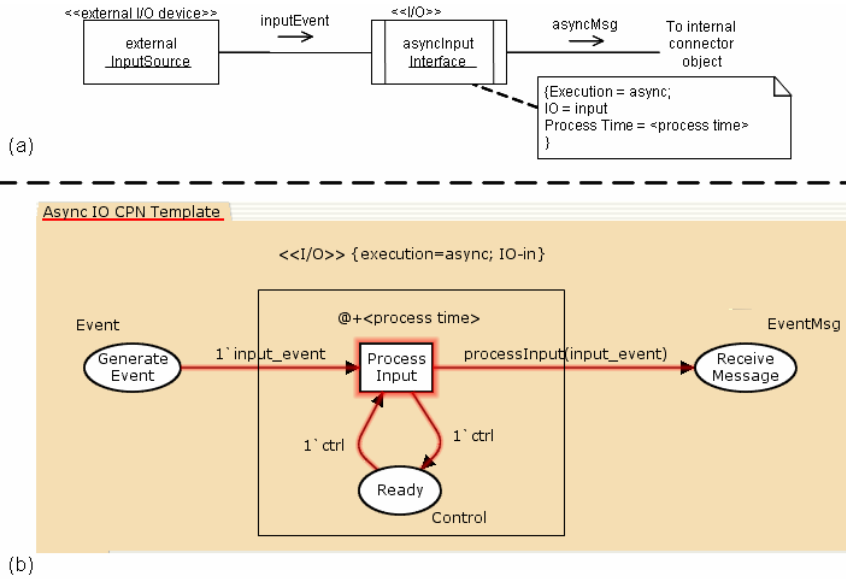 <<external I/O device>>
<<I/O>>
inputEvent
asyncMsg
external
InputSource
asyncInput
Interface
To internal
connector
object
{Execution = async;
IO = input
Process Time = <process time>
}
(a)
Async IO CPN Template
<<I/O>> {execution=async; IO-in}
@+<process time>
Event
EventMsg
Generate
Event
1`input_event
Process
Input
processInput(input_event)
Receive
Message
1`ctrl
1`ctrl
Ready
Control
(b)